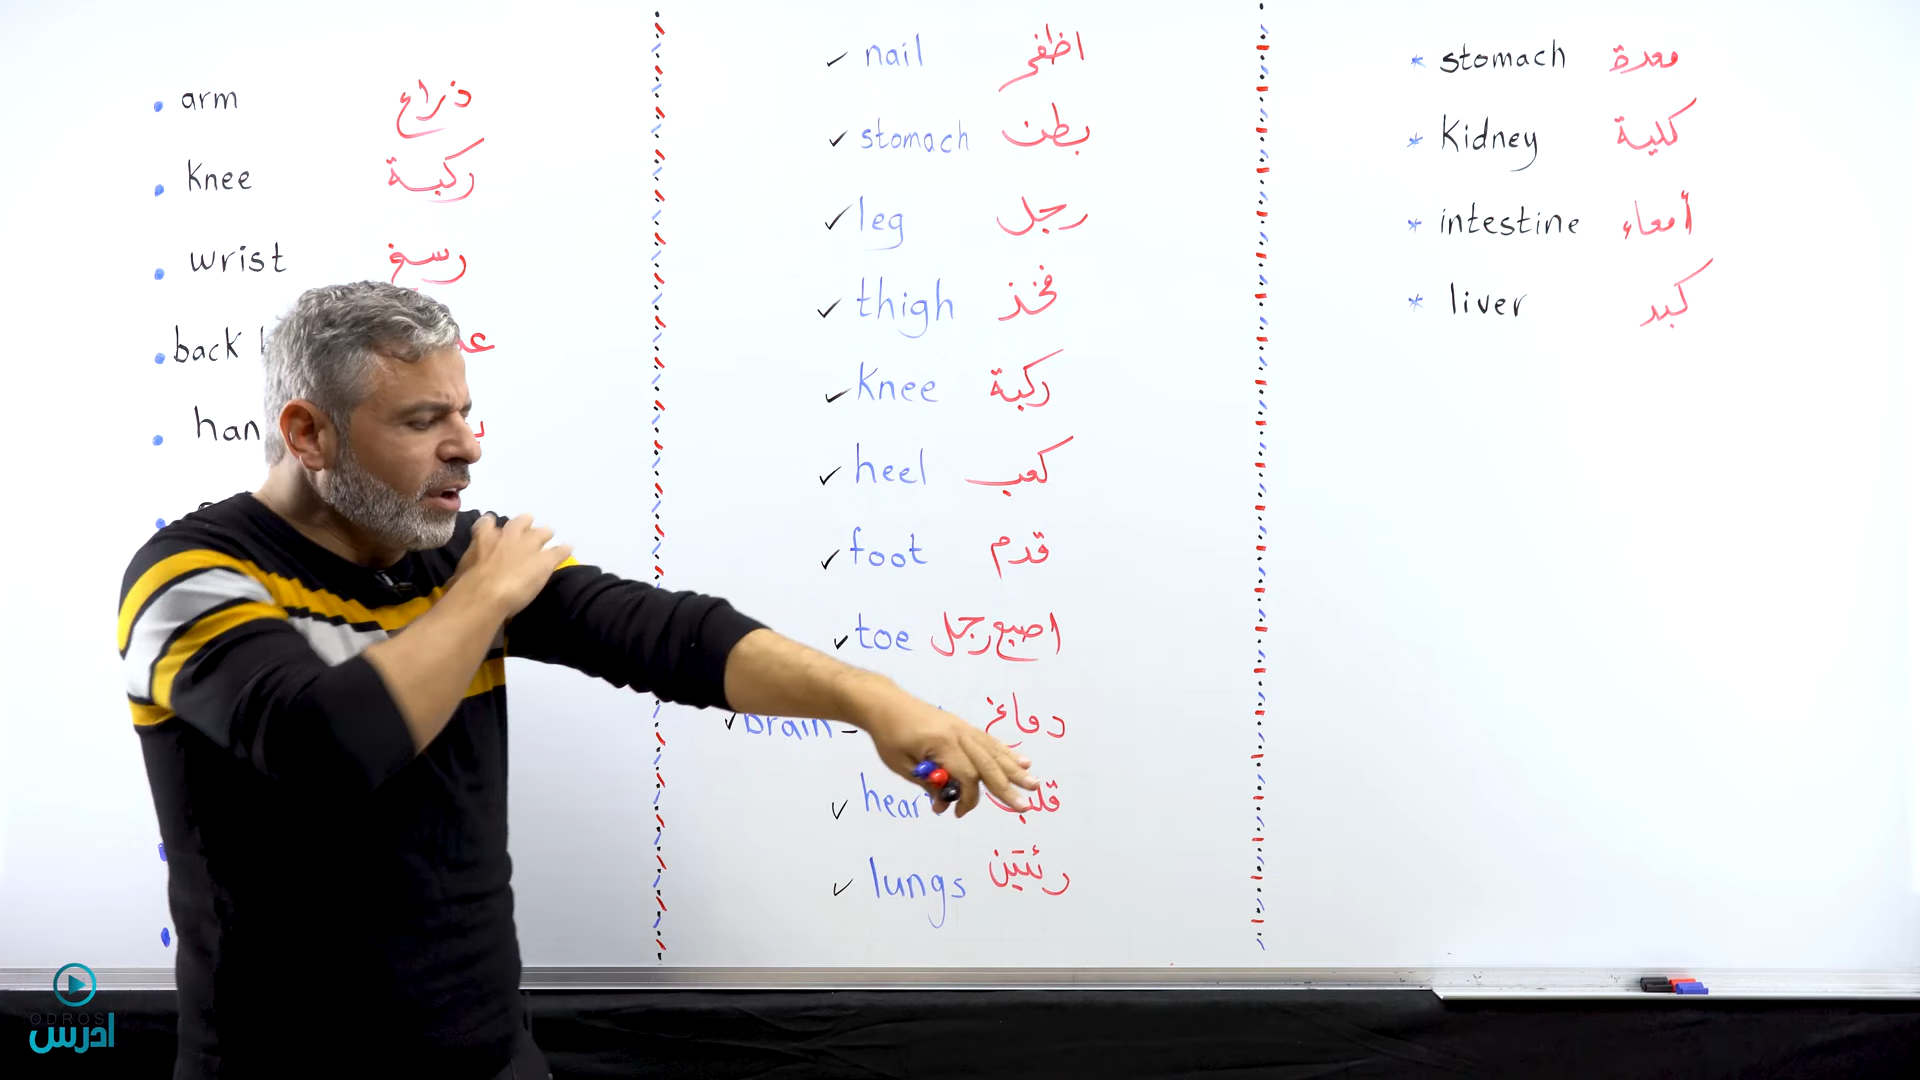 arm ذراع
Knee ركبة
wrist رسغ
back
nail اظفر
stomach بطن
leg رجل
thigh فخذ
Knee ركبة
heel كعب
foot قدم
toe اصبع رجل
brain دماغ
heart قلب
lungs رئتين
stomach معدة
Kidney كلية
intestine أمعاء
liver كبد
ODROS
ادرس